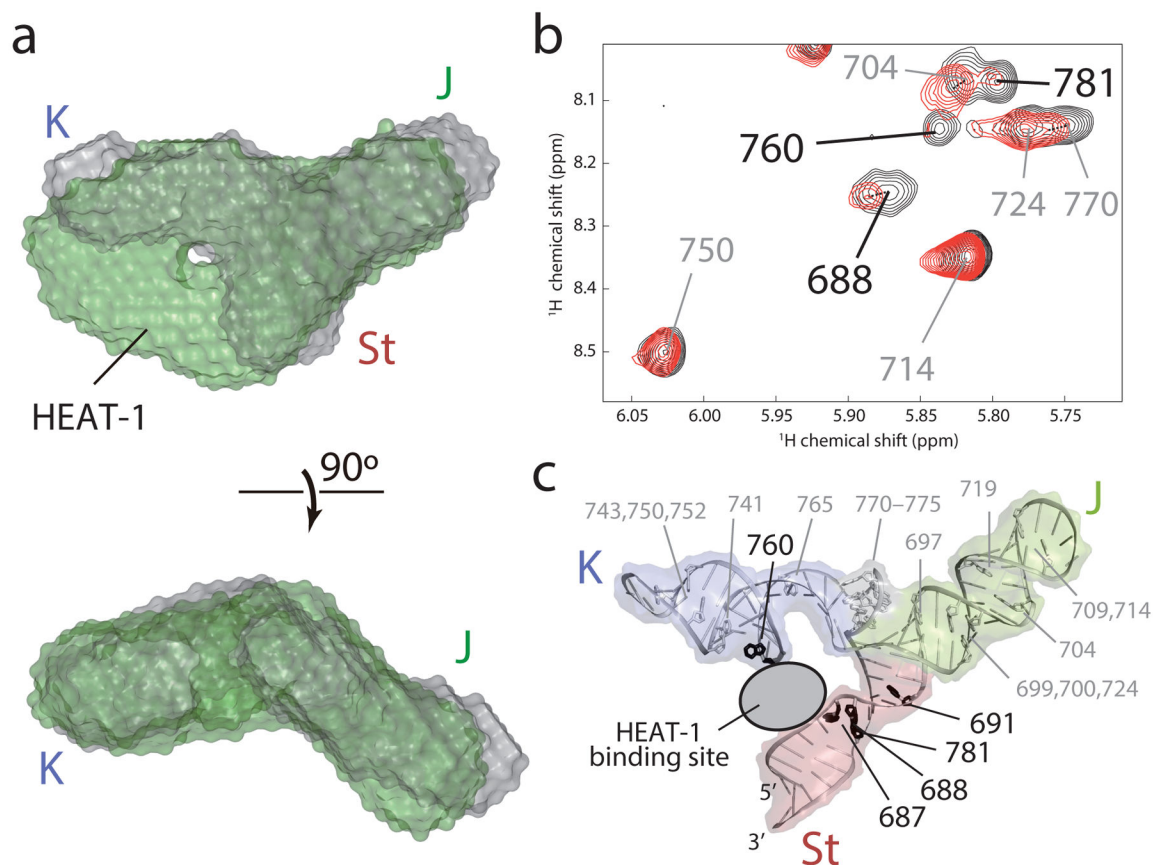 a
K
J
St
HEAT-1
90º
K
J
b
8.1
8.2
8.3
8.4
8.5
¹H chemical shift (ppm)
6.05
6.00
5.95
5.90
5.85
5.80
5.75
¹H chemical shift (ppm)
704
781
760
724
770
688
750
714
c
743,750,752
741
765
770–775
719
J
697
760
K
709,714
704
699,700,724
HEAT-1
binding site
691
781
688
687
5′
3′
St